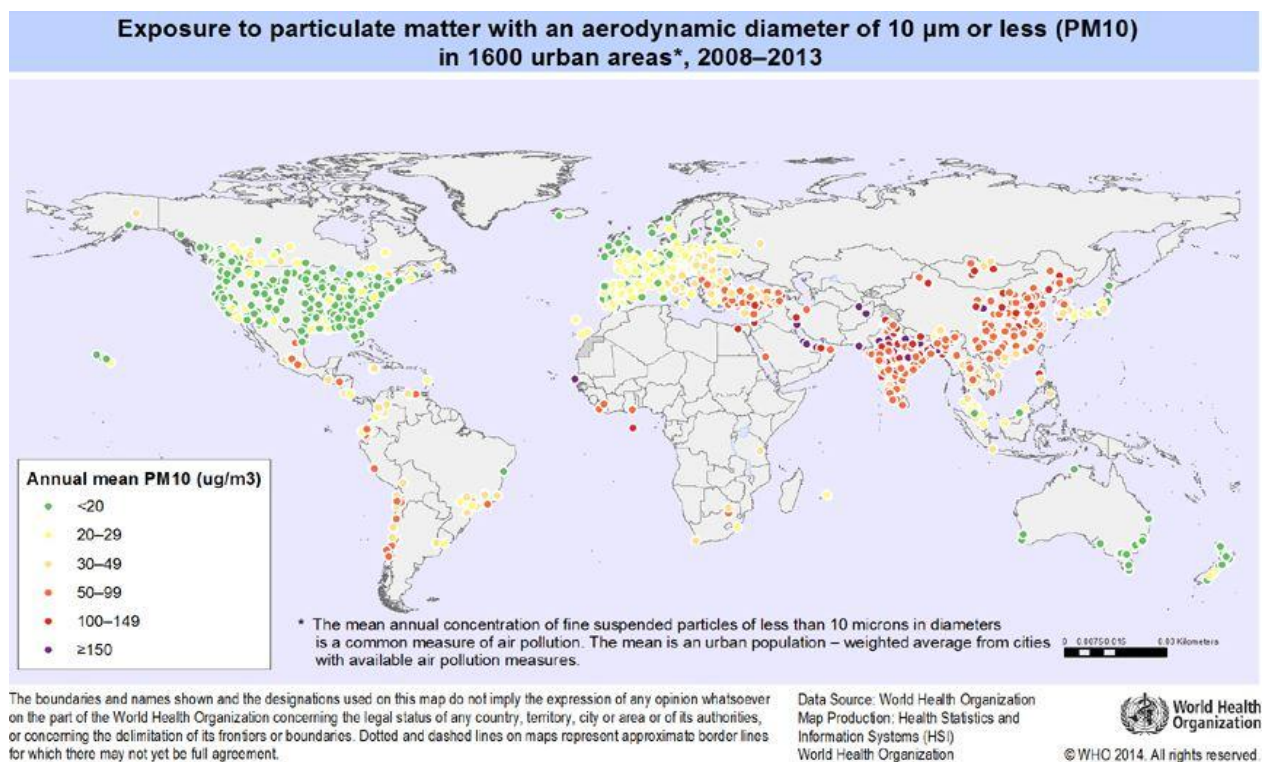 Exposure to particulate matter with an aerodynamic diameter of 10 µm or less (PM10)
in 1600 urban areas*, 2008–2013
Annual mean PM10 (ug/m3)
<20
20–29
30–49
50–99
100–149
≥150
* The mean annual concentration of fine suspended particles of less than 10 microns in diameters
is a common measure of air pollution. The mean is an urban population – weighted average from cities
with available air pollution measures.
0 0.00750.015 0.03 Kilometers
The boundaries and names shown and the designations used on this map do not imply the expression of any opinion whatsoever
on the part of the World Health Organization concerning the legal status of any country, territory, city or area or of its authorities,
or concerning the delimitation of its frontiers or boundaries. Dotted and dashed lines on maps represent approximate border lines
for which there may not yet be full agreement.
Data Source: World Health Organization
Map Production: Health Statistics and
Information Systems (HSI)
World Health Organization
World Health
Organization
© WHO 2014. All rights reserved.